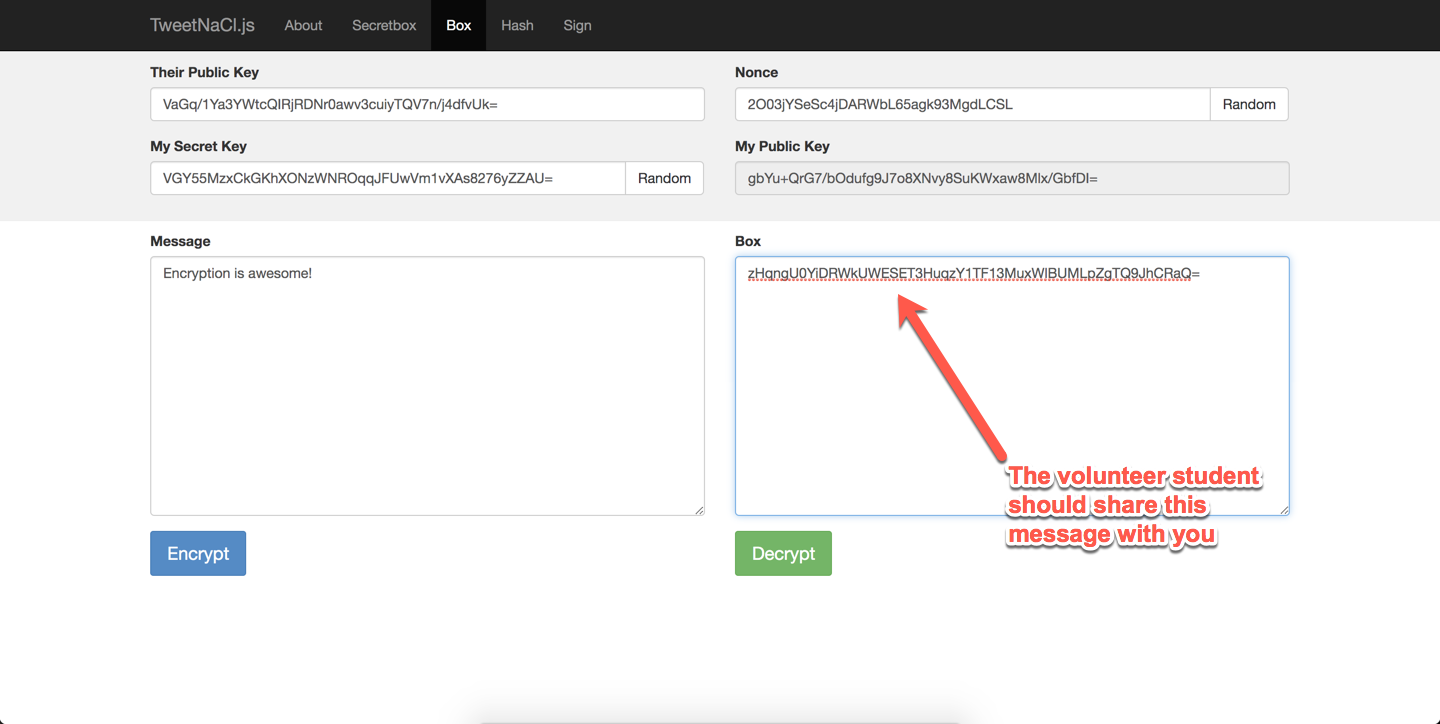 TweetNaCl.js About Secretbox Box Hash Sign
Their Public Key
VaGq/1Ya3YWtcQIRjRDNr0awv3cuiyTQV7n/j4dfvUk=
Nonce
2O03jYSeSc4jDARWbL65agk93MgdLCSL
Random
My Secret Key
VGY55MzxCkGKhXONzWNROqqJFUwVm1vXAs8276yZZAU=
Random
My Public Key
gbYu+QrG7/bOdufg9J7o8XNvy8SuKWxaw8Mlx/GbfDI=
Message
Encryption is awesome!
Box
zHqngU0YiDRWkUWESET3HuqzY1TF13MuxWlBUMLpZgTQ9JhCRaQ=
The volunteer student
should share this
message with you
Encrypt
Decrypt